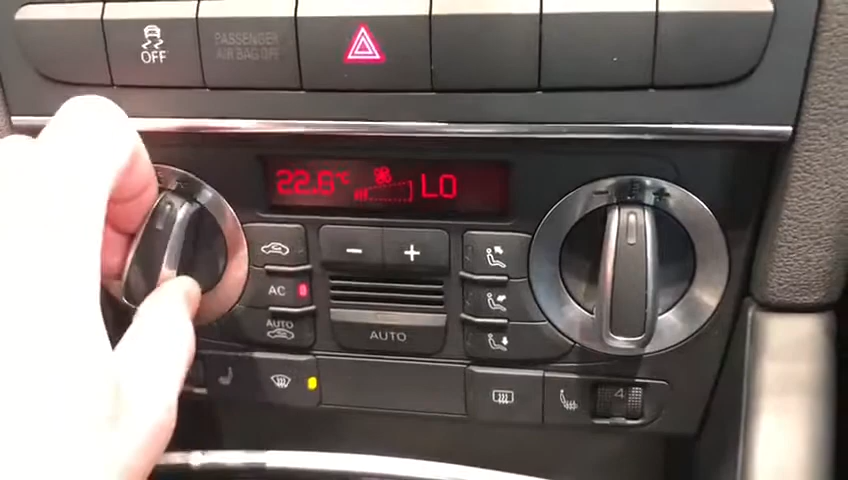 OFF
PASSENGER
AIR BAG OFF
22.6°C LO
- +
AC
AUTO
AUTO
4